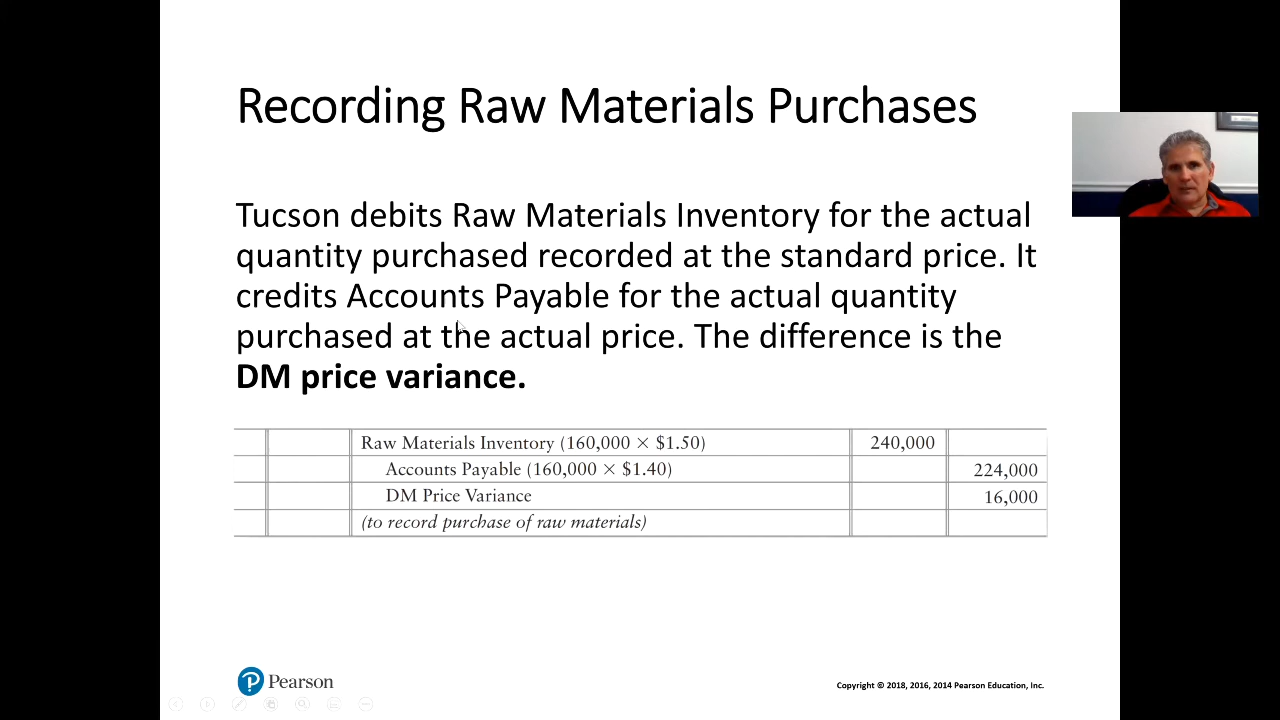 Recording Raw Materials Purchases
Tucson debits Raw Materials Inventory for the actual
quantity purchased recorded at the standard price. It
credits Accounts Payable for the actual quantity
purchased at the actual price. The difference is the
DM price variance.
Raw Materials Inventory (160,000 × $1.50) 240,000
Accounts Payable (160,000 × $1.40) 224,000
DM Price Variance 16,000
(to record purchase of raw materials)
Pearson
Copyright © 2018, 2016, 2014 Pearson Education, Inc.